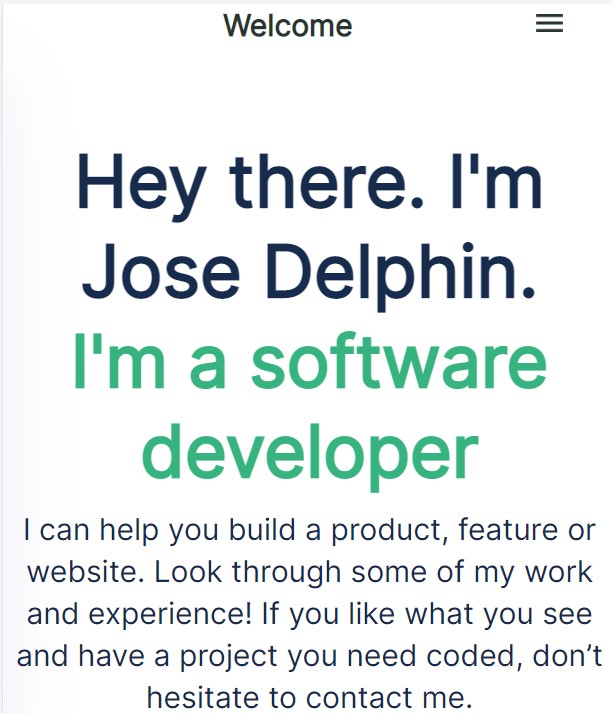 Welcome
Hey there. I'm
Jose Delphin.
I'm a software
developer
I can help you build a product, feature or
website. Look through some of my work
and experience! If you like what you see
and have a project you need coded, don’t
hesitate to contact me.